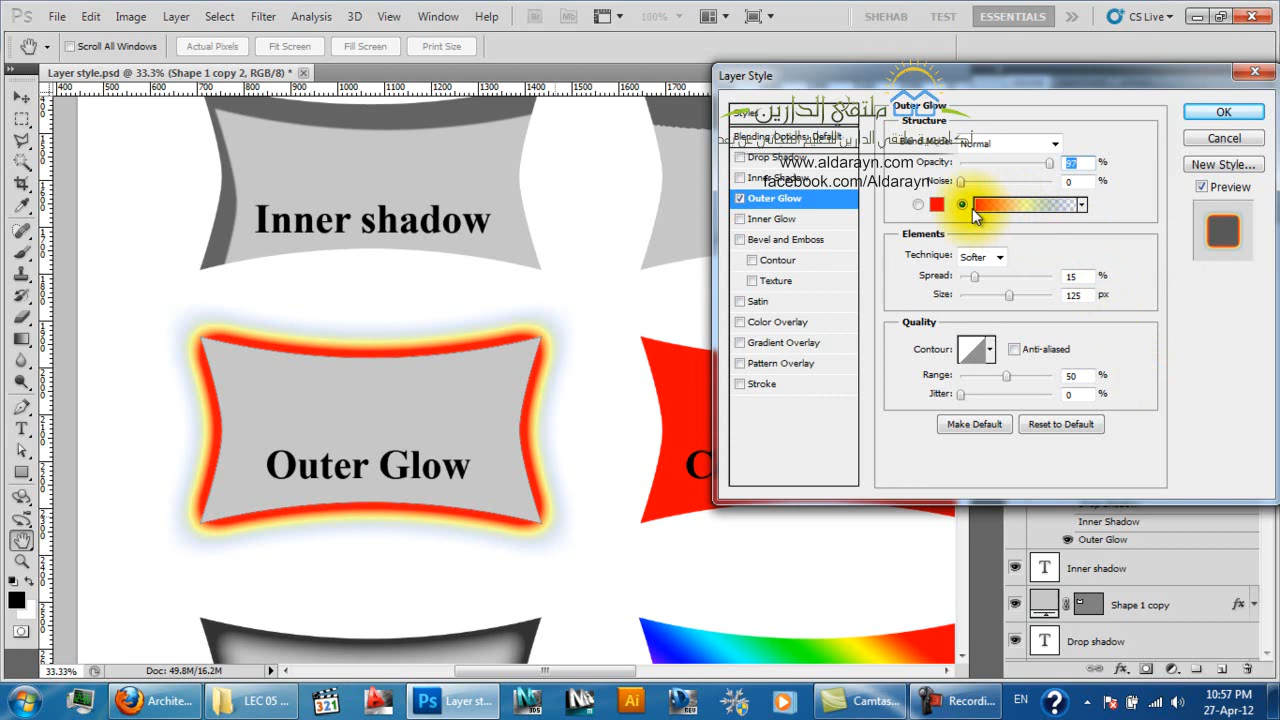 Ps File Edit Image Layer Select Filter Analysis 3D View Window Help Br Mb 100% SHEHAB TEST ESSENTIALS CS Live
Scroll All Windows Actual Pixels Fit Screen Fill Screen Print Size
Layer style.psd @ 33.3% (Shape 1 copy 2, RGB/8) *
400 500 600 700 800 900 1000 1100 1200 1300 1400 1500 1600 1700
Inner shadow
Outer Glow
C
33.33% Doc: 49.8M/16.2M
Layer Style
ملتقى الدارين
www.aldarayn.com
facebook.com/Aldarayn
Styles
Blending Options: Default
Drop Shadow
Inner Shadow
Outer Glow
Inner Glow
Bevel and Emboss
Contour
Texture
Satin
Color Overlay
Gradient Overlay
Pattern Overlay
Stroke
Outer Glow
Structure
Blend Mode: Normal
Opacity: 97 %
Noise: 0 %
Elements
Technique: Softer
Spread: 15 %
Size: 125 px
Quality
Contour: Anti-aliased
Range: 50 %
Jitter: 0 %
Make Default Reset to Default
OK
Cancel
New Style...
Preview
Inner Shadow
Outer Glow
T Inner shadow
Shape 1 copy fx
T Drop shadow
Archite... LEC 05 ... 321 Ps Layer st... Ai Camtas... Recordi... EN
10:57 PM
27-Apr-12